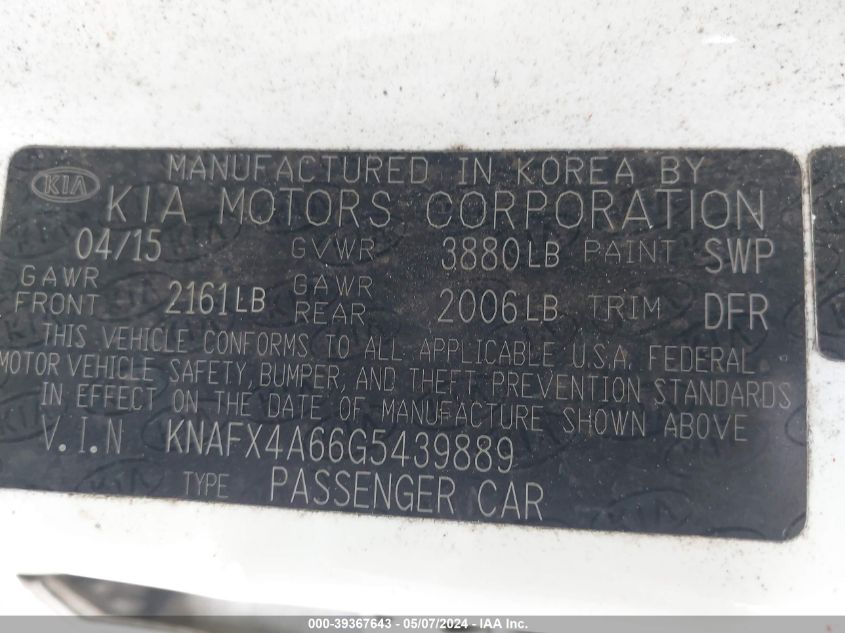 MANUFACTURED IN KOREA BY
KIA
KIA MOTORS CORPORATION
04/15 GVWR 3880LB PAINT SWP
GAWR FRONT 2161LB GAWR REAR 2006LB TRIM DFR
THIS VEHICLE CONFORMS TO ALL APPLICABLE U.S.A. FEDERAL
MOTOR VEHICLE SAFETY, BUMPER, AND THEFT PREVENTION STANDARDS
IN EFFECT ON THE DATE OF MANUFACTURE SHOWN ABOVE
V.I.N KNAFX4A66G5439889
TYPE PASSENGER CAR
000-39367643 - 05/07/2024 - IAA Inc.